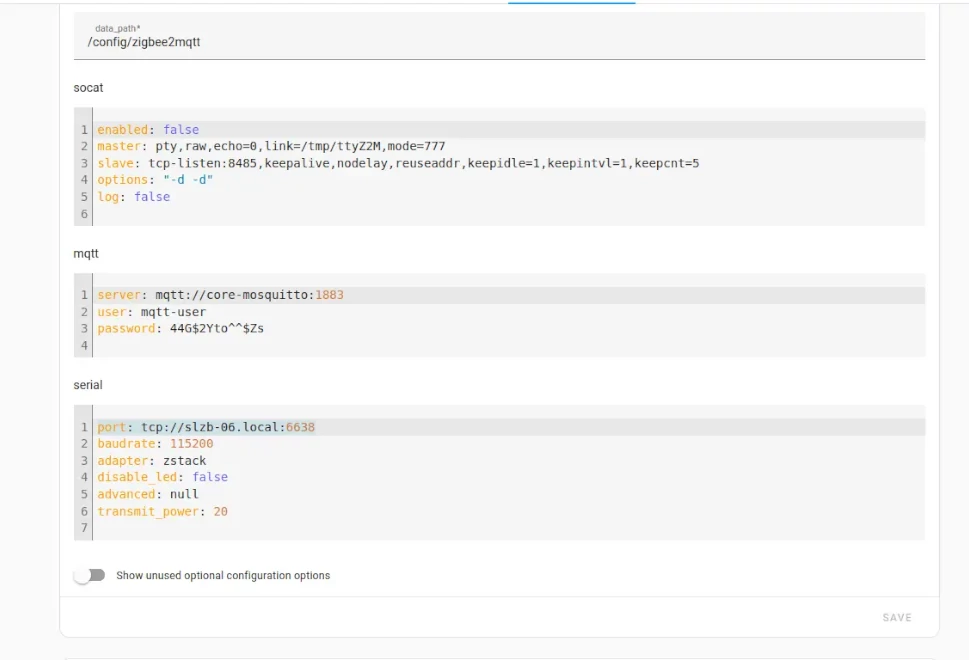 data_path*
/config/zigbee2mqtt
socat
1 enabled: false
2 master: pty,raw,echo=0,link=/tmp/ttyZ2M,mode=777
3 slave: tcp-listen:8485,keepalive,nodelay,reuseaddr,keepidle=1,keepintvl=1,keepcnt=5
4 options: "-d -d"
5 log: false
6
mqtt
1 server: mqtt://core-mosquitto:1883
2 user: mqtt-user
3 password: 44G$2Yto^^$Zs
4
serial
1 port: tcp://slzb-06.local:6638
2 baudrate: 115200
3 adapter: zstack
4 disable_led: false
5 advanced: null
6 transmit_power: 20
7
Show unused optional configuration options
SAVE